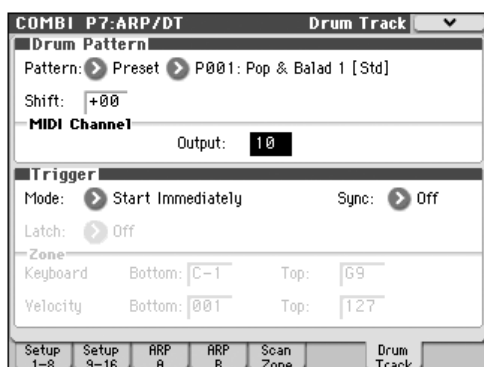 COMBI P7:ARP/DT Drum Track
Drum Pattern
Pattern: Preset P001: Pop & Balad 1 [Std]
Shift: +00
MIDI Channel
Output: 10
Trigger
Mode: Start Immediately Sync: Off
Latch: Off
Zone
Keyboard Bottom: C-1 Top: G9
Velocity Bottom: 001 Top: 127
Setup 1-8 Setup 9-16 ARP A ARP B Scan Zone Drum Track